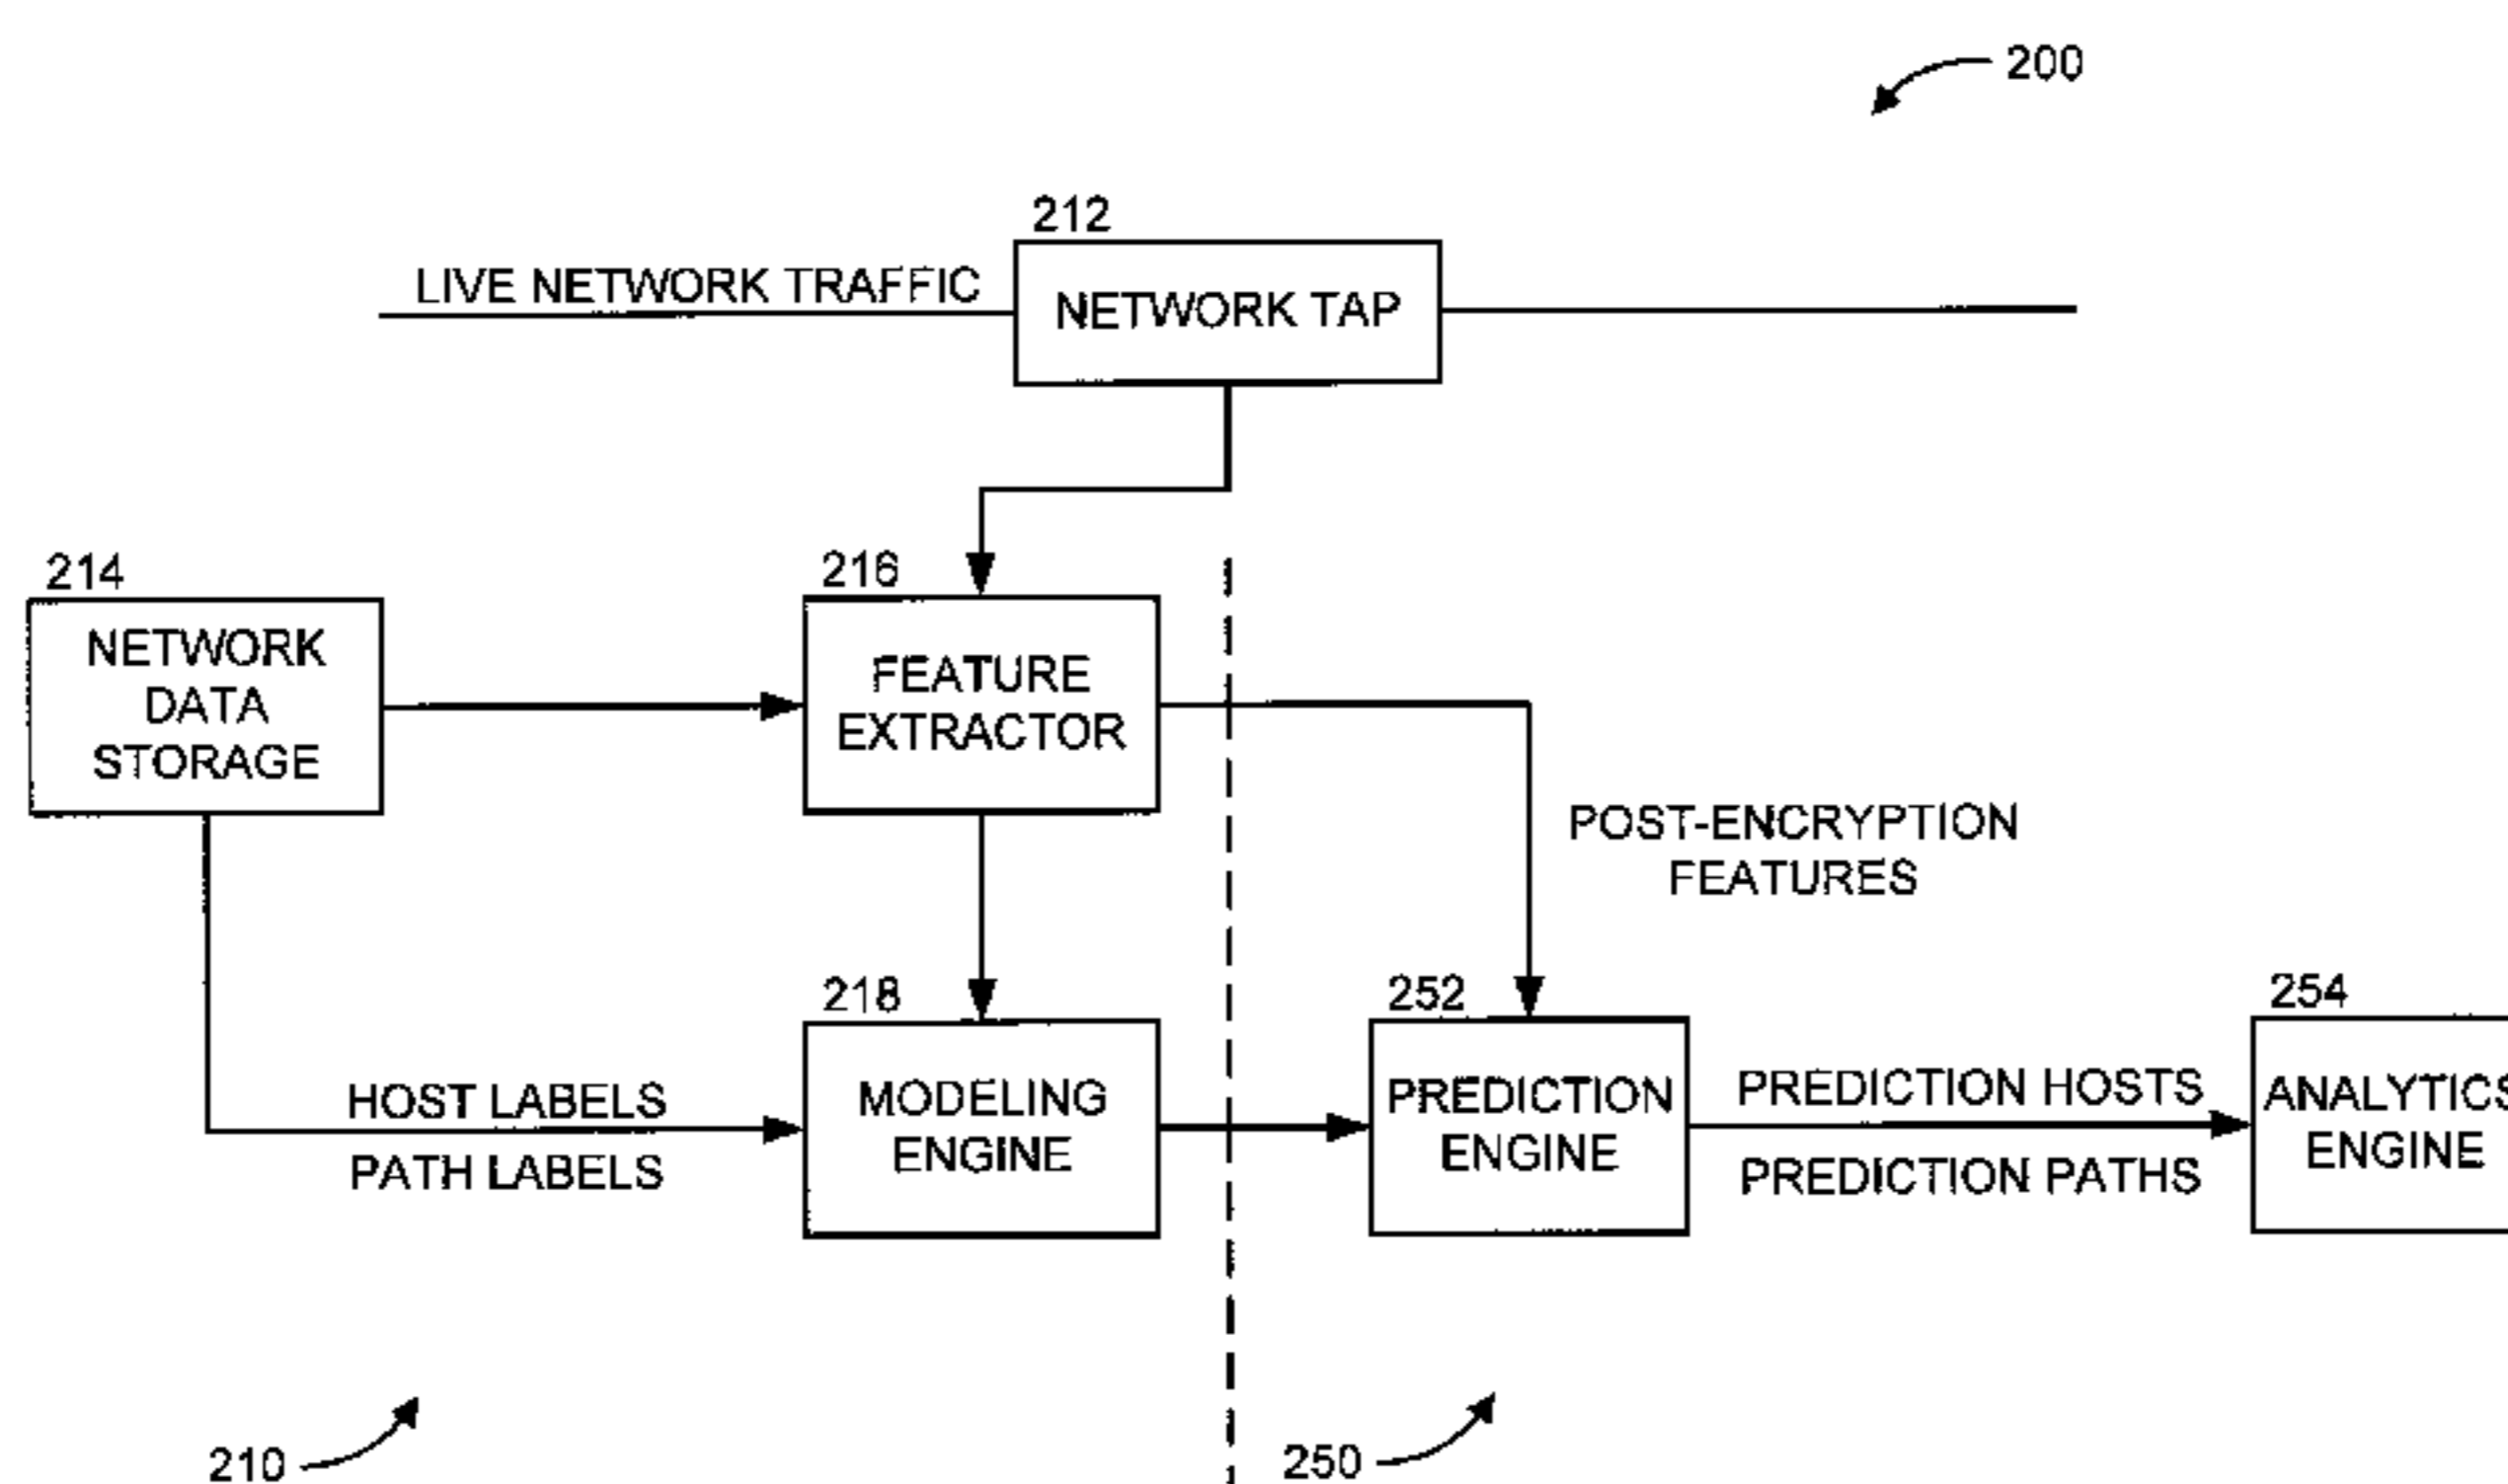 200
212
LIVE NETWORK TRAFFIC
NETWORK TAP
214
NETWORK
DATA
STORAGE
216
FEATURE
EXTRACTOR
POST-ENCRYPTION
FEATURES
218
MODELING
ENGINE
HOST LABELS
PATH LABELS
252
PREDICTION
ENGINE
PREDICTION HOSTS
PREDICTION PATHS
254
ANALYTICS
ENGINE
210
250